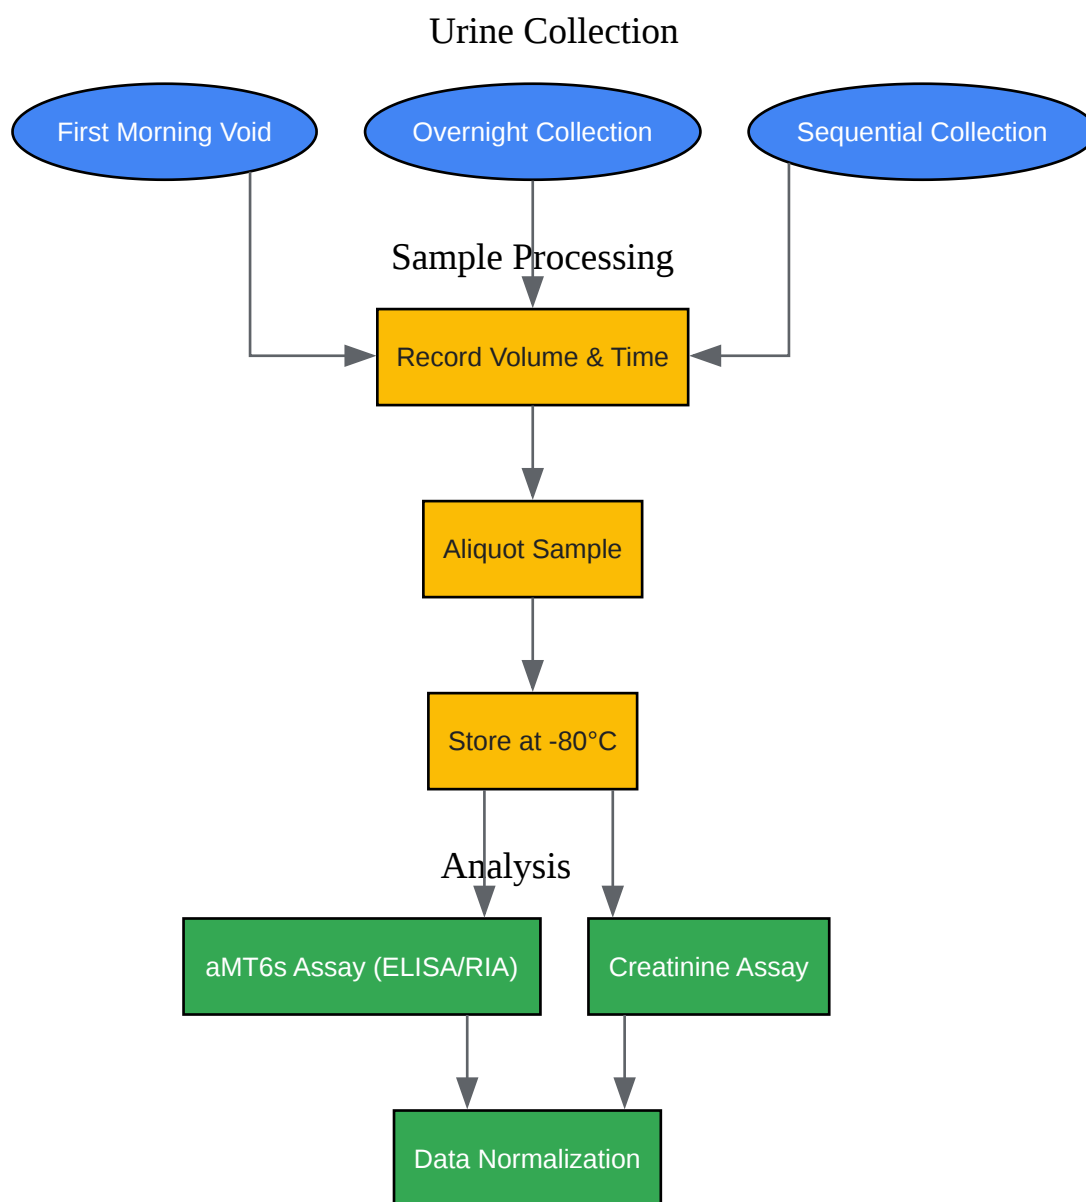 Urine Collection
First Morning Void
Overnight Collection
Sequential Collection
Sample Processing
Record Volume & Time
Aliquot Sample
Store at -80°C
Analysis
aMT6s Assay (ELISA/RIA)
Creatinine Assay
Data Normalization